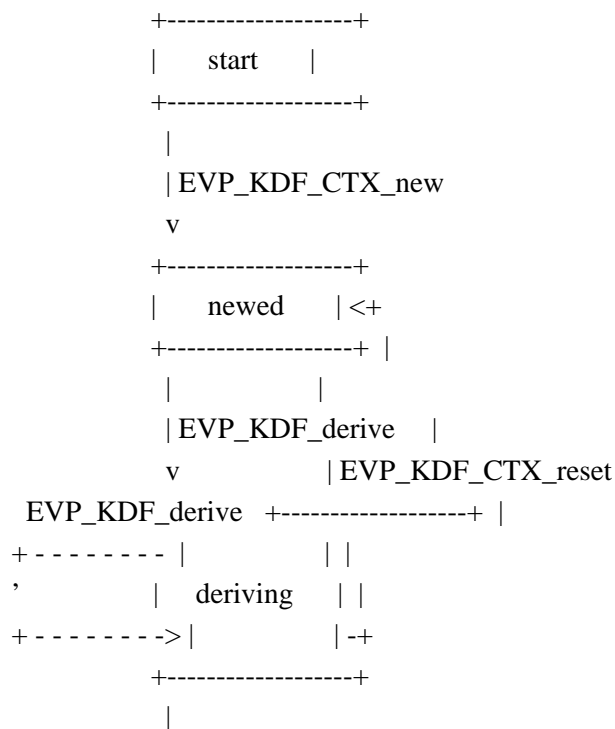 +-------------------+
| start |
+-------------------+
|
| EVP_KDF_CTX_new
v
+-------------------+
| newed | <+
+-------------------+ |
| |
| EVP_KDF_derive |
v | EVP_KDF_CTX_reset
EVP_KDF_derive +-------------------+ |
+ - - - - - - - - | | |
’ | deriving | |
+ - - - - - - - -> | | -+
+-------------------+
|